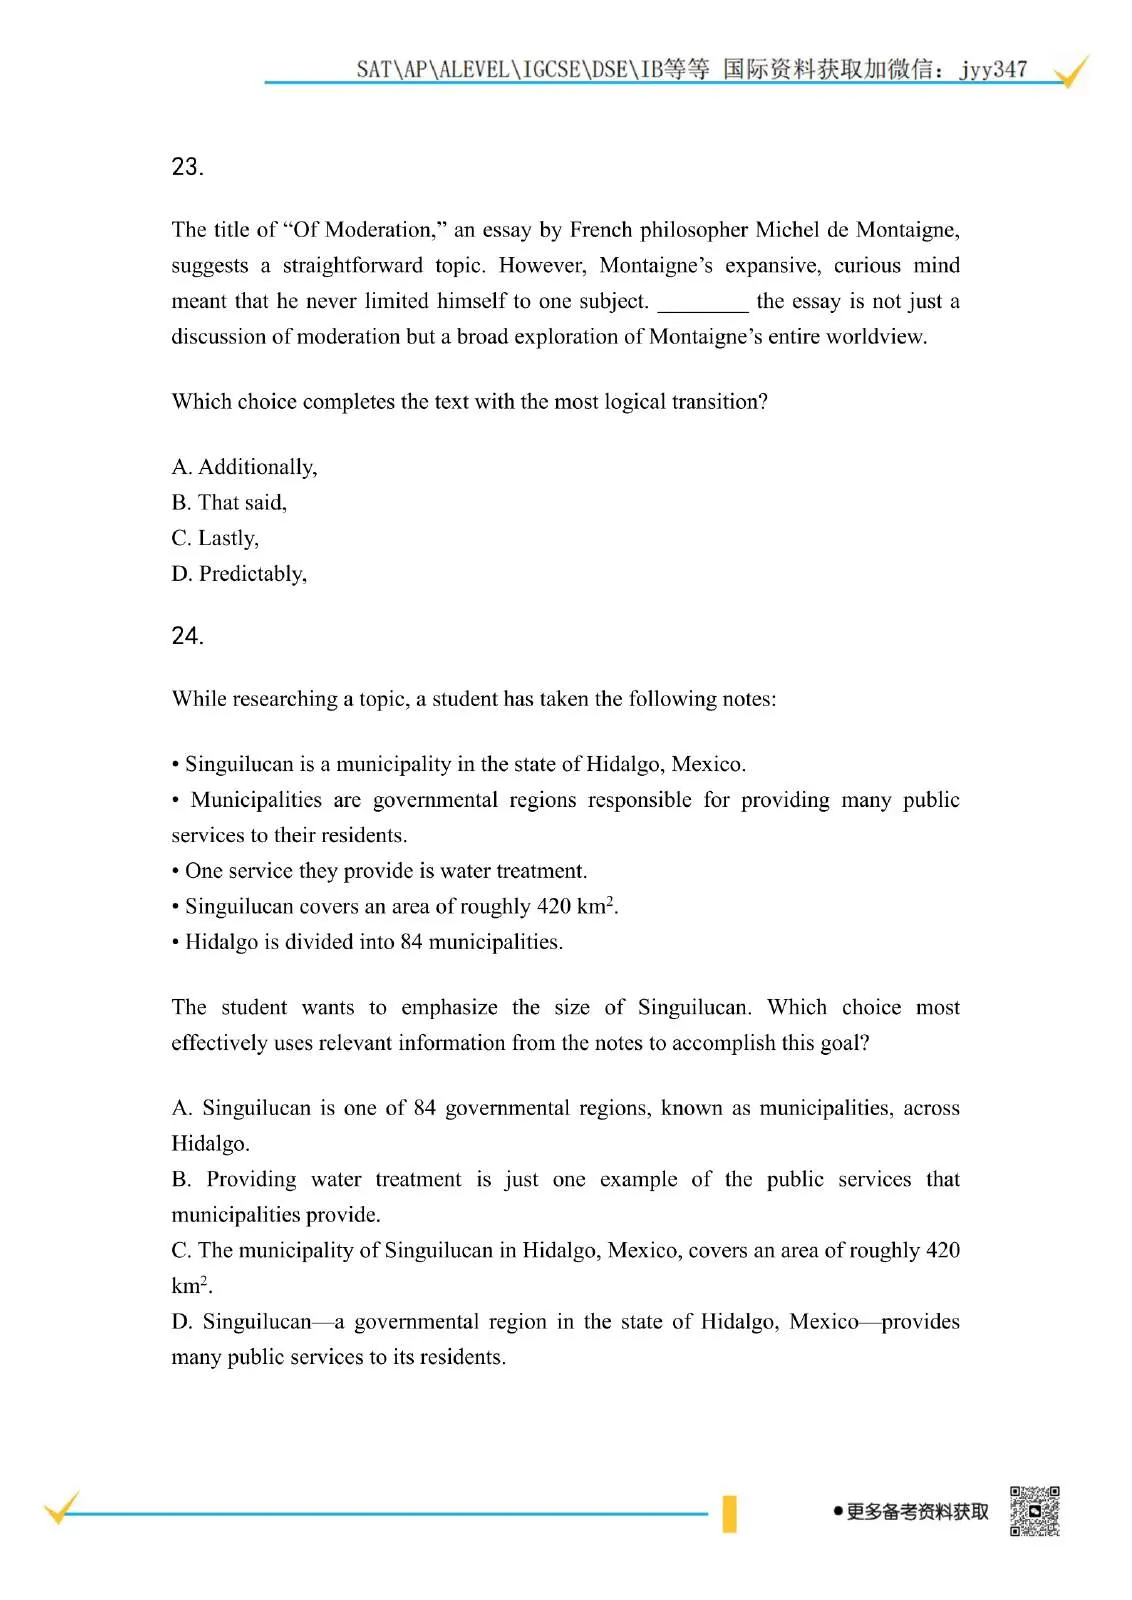 SAT\AP\ALEVEL\IGCSE\DSE\IB等等 国际资料获取加微信：jyy347
23.
The title of “Of Moderation,” an essay by French philosopher Michel de Montaigne,
suggests a straightforward topic. However, Montaigne’s expansive, curious mind
meant that he never limited himself to one subject. ________ the essay is not just a
discussion of moderation but a broad exploration of Montaigne’s entire worldview.
Which choice completes the text with the most logical transition?
A. Additionally,
B. That said,
C. Lastly,
D. Predictably,
24.
While researching a topic, a student has taken the following notes:
• Singuilucan is a municipality in the state of Hidalgo, Mexico.
• Municipalities are governmental regions responsible for providing many public
services to their residents.
• One service they provide is water treatment.
• Singuilucan covers an area of roughly 420 km².
• Hidalgo is divided into 84 municipalities.
The student wants to emphasize the size of Singuilucan. Which choice most
effectively uses relevant information from the notes to accomplish this goal?
A. Singuilucan is one of 84 governmental regions, known as municipalities, across
Hidalgo.
B. Providing water treatment is just one example of the public services that
municipalities provide.
C. The municipality of Singuilucan in Hidalgo, Mexico, covers an area of roughly 420
km².
D. Singuilucan—a governmental region in the state of Hidalgo, Mexico—provides
many public services to its residents.
•更多备考资料获取